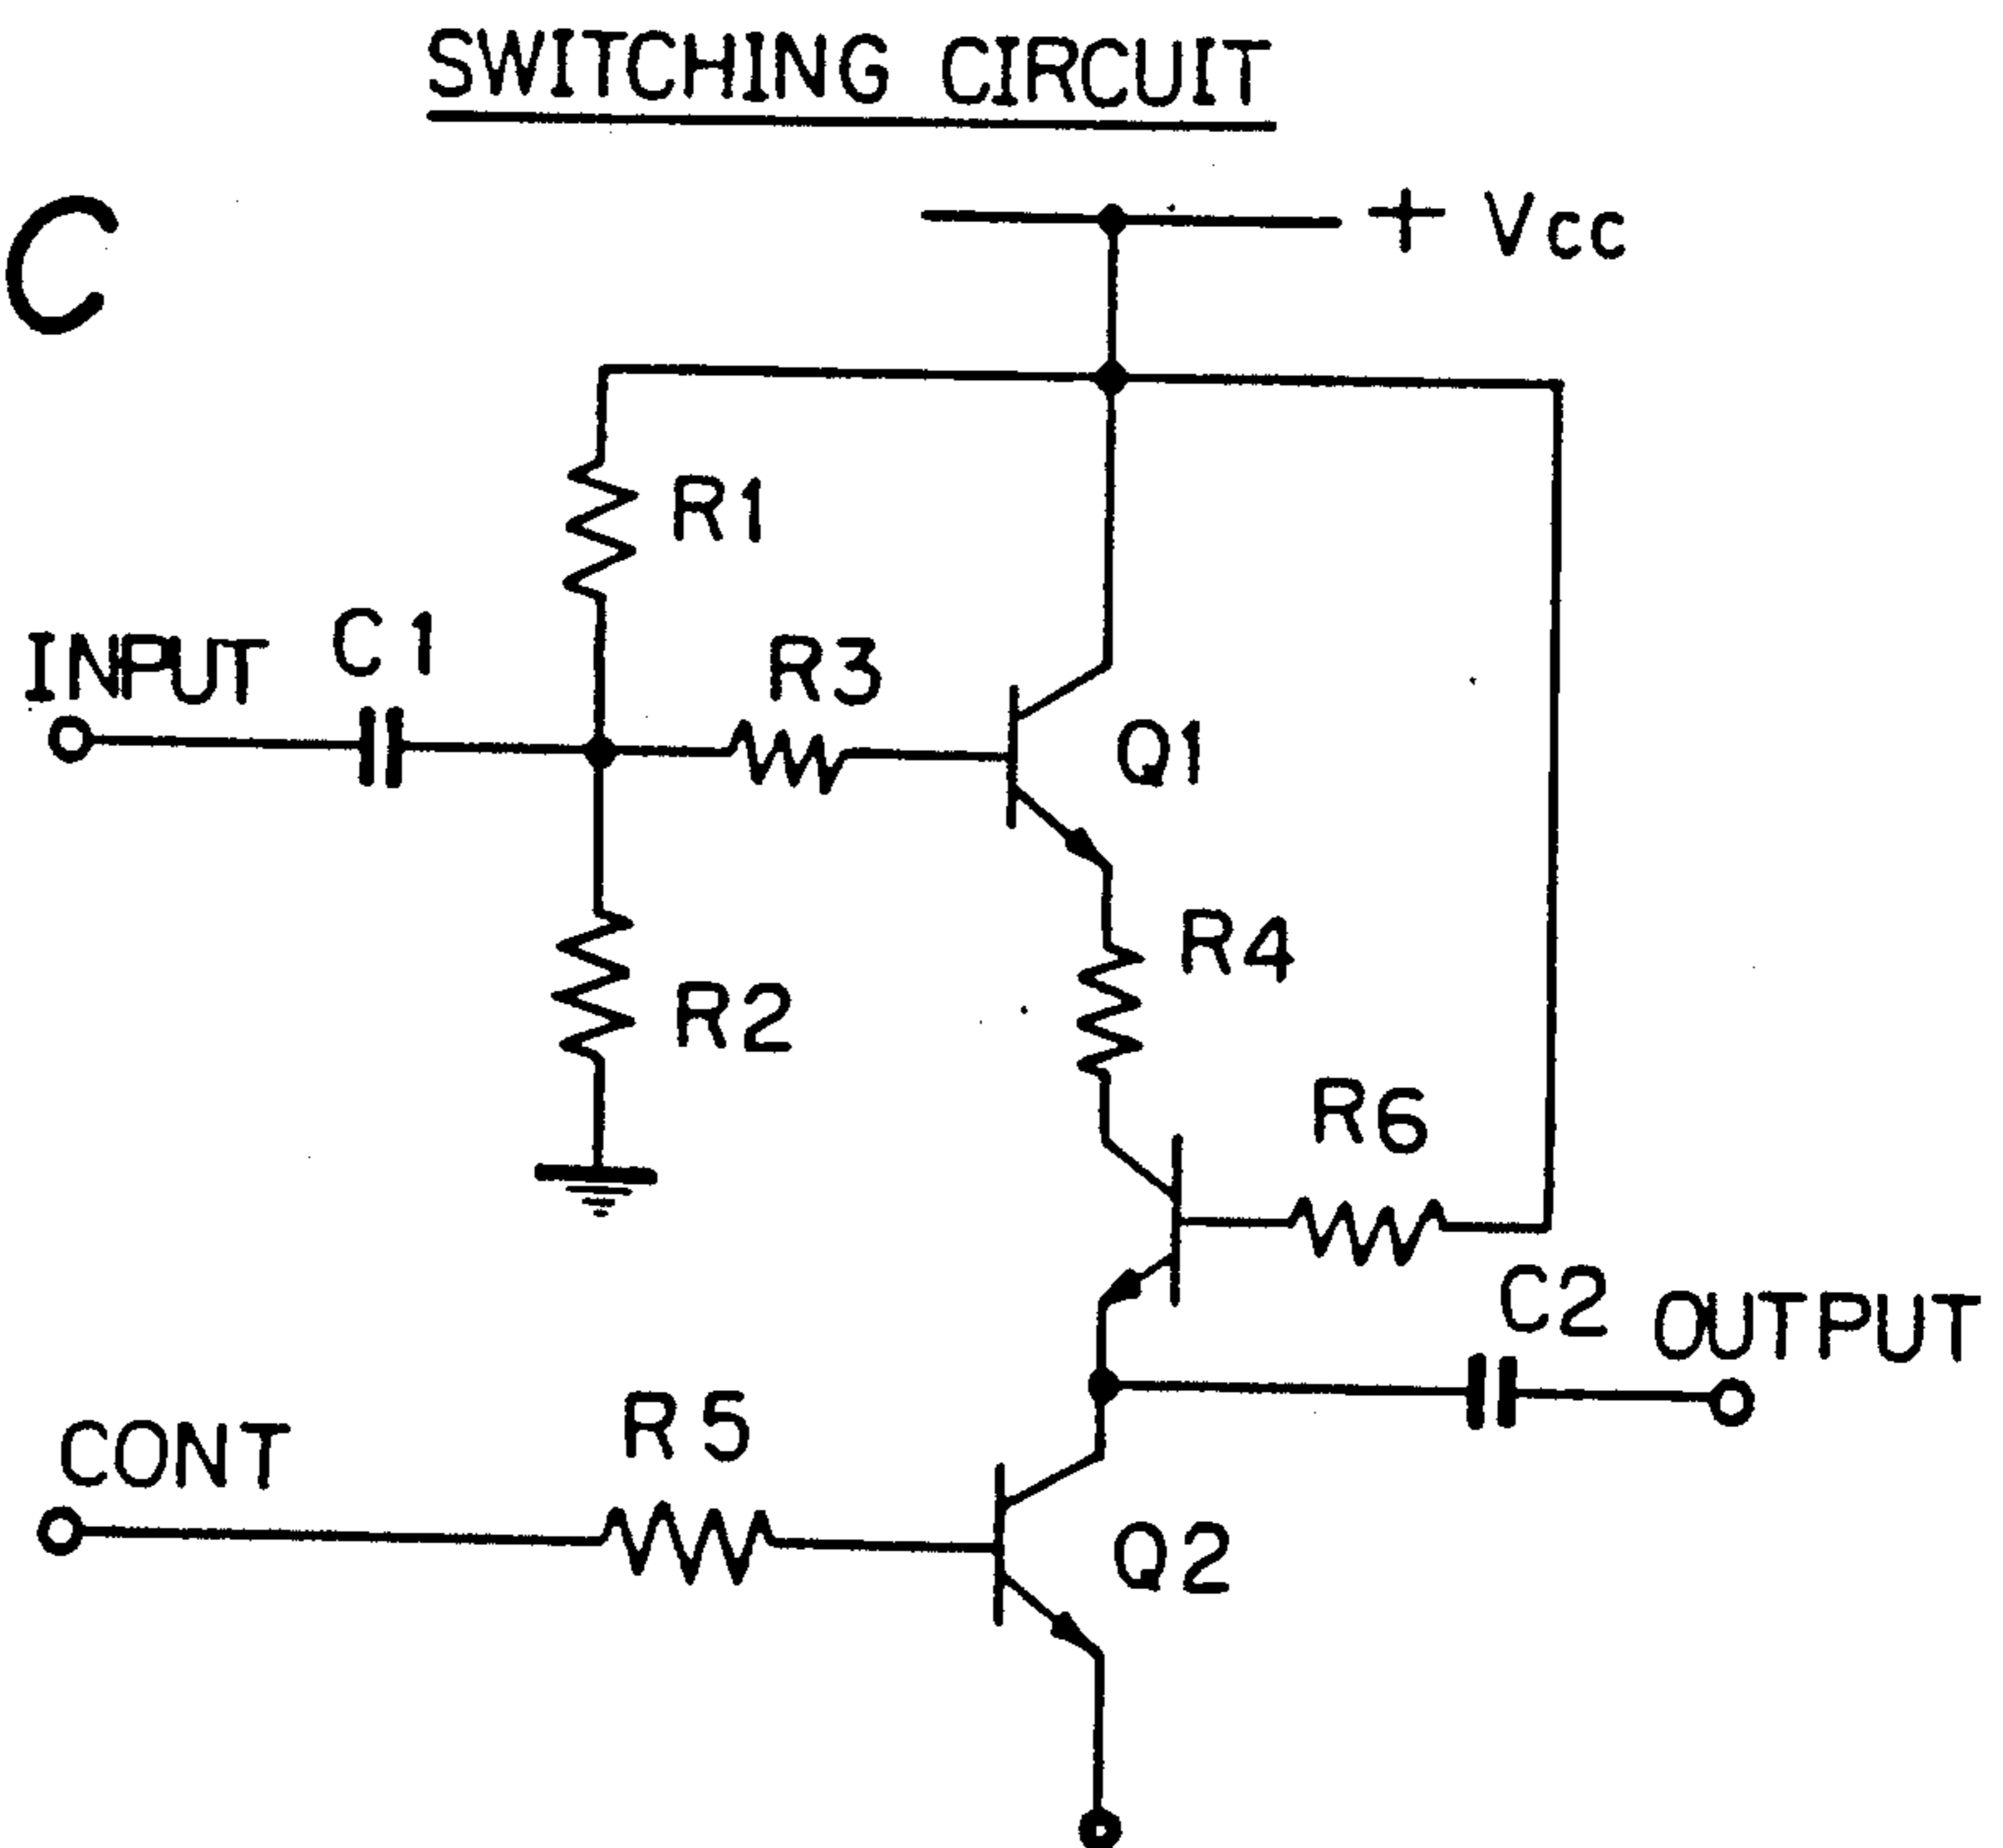 SWITCHING CIRCUIT
C
+ Vcc
R1
INPUT
C1
R3
Q1
R4
R2
R6
C2
OUTPUT
R5
CONT
Q2